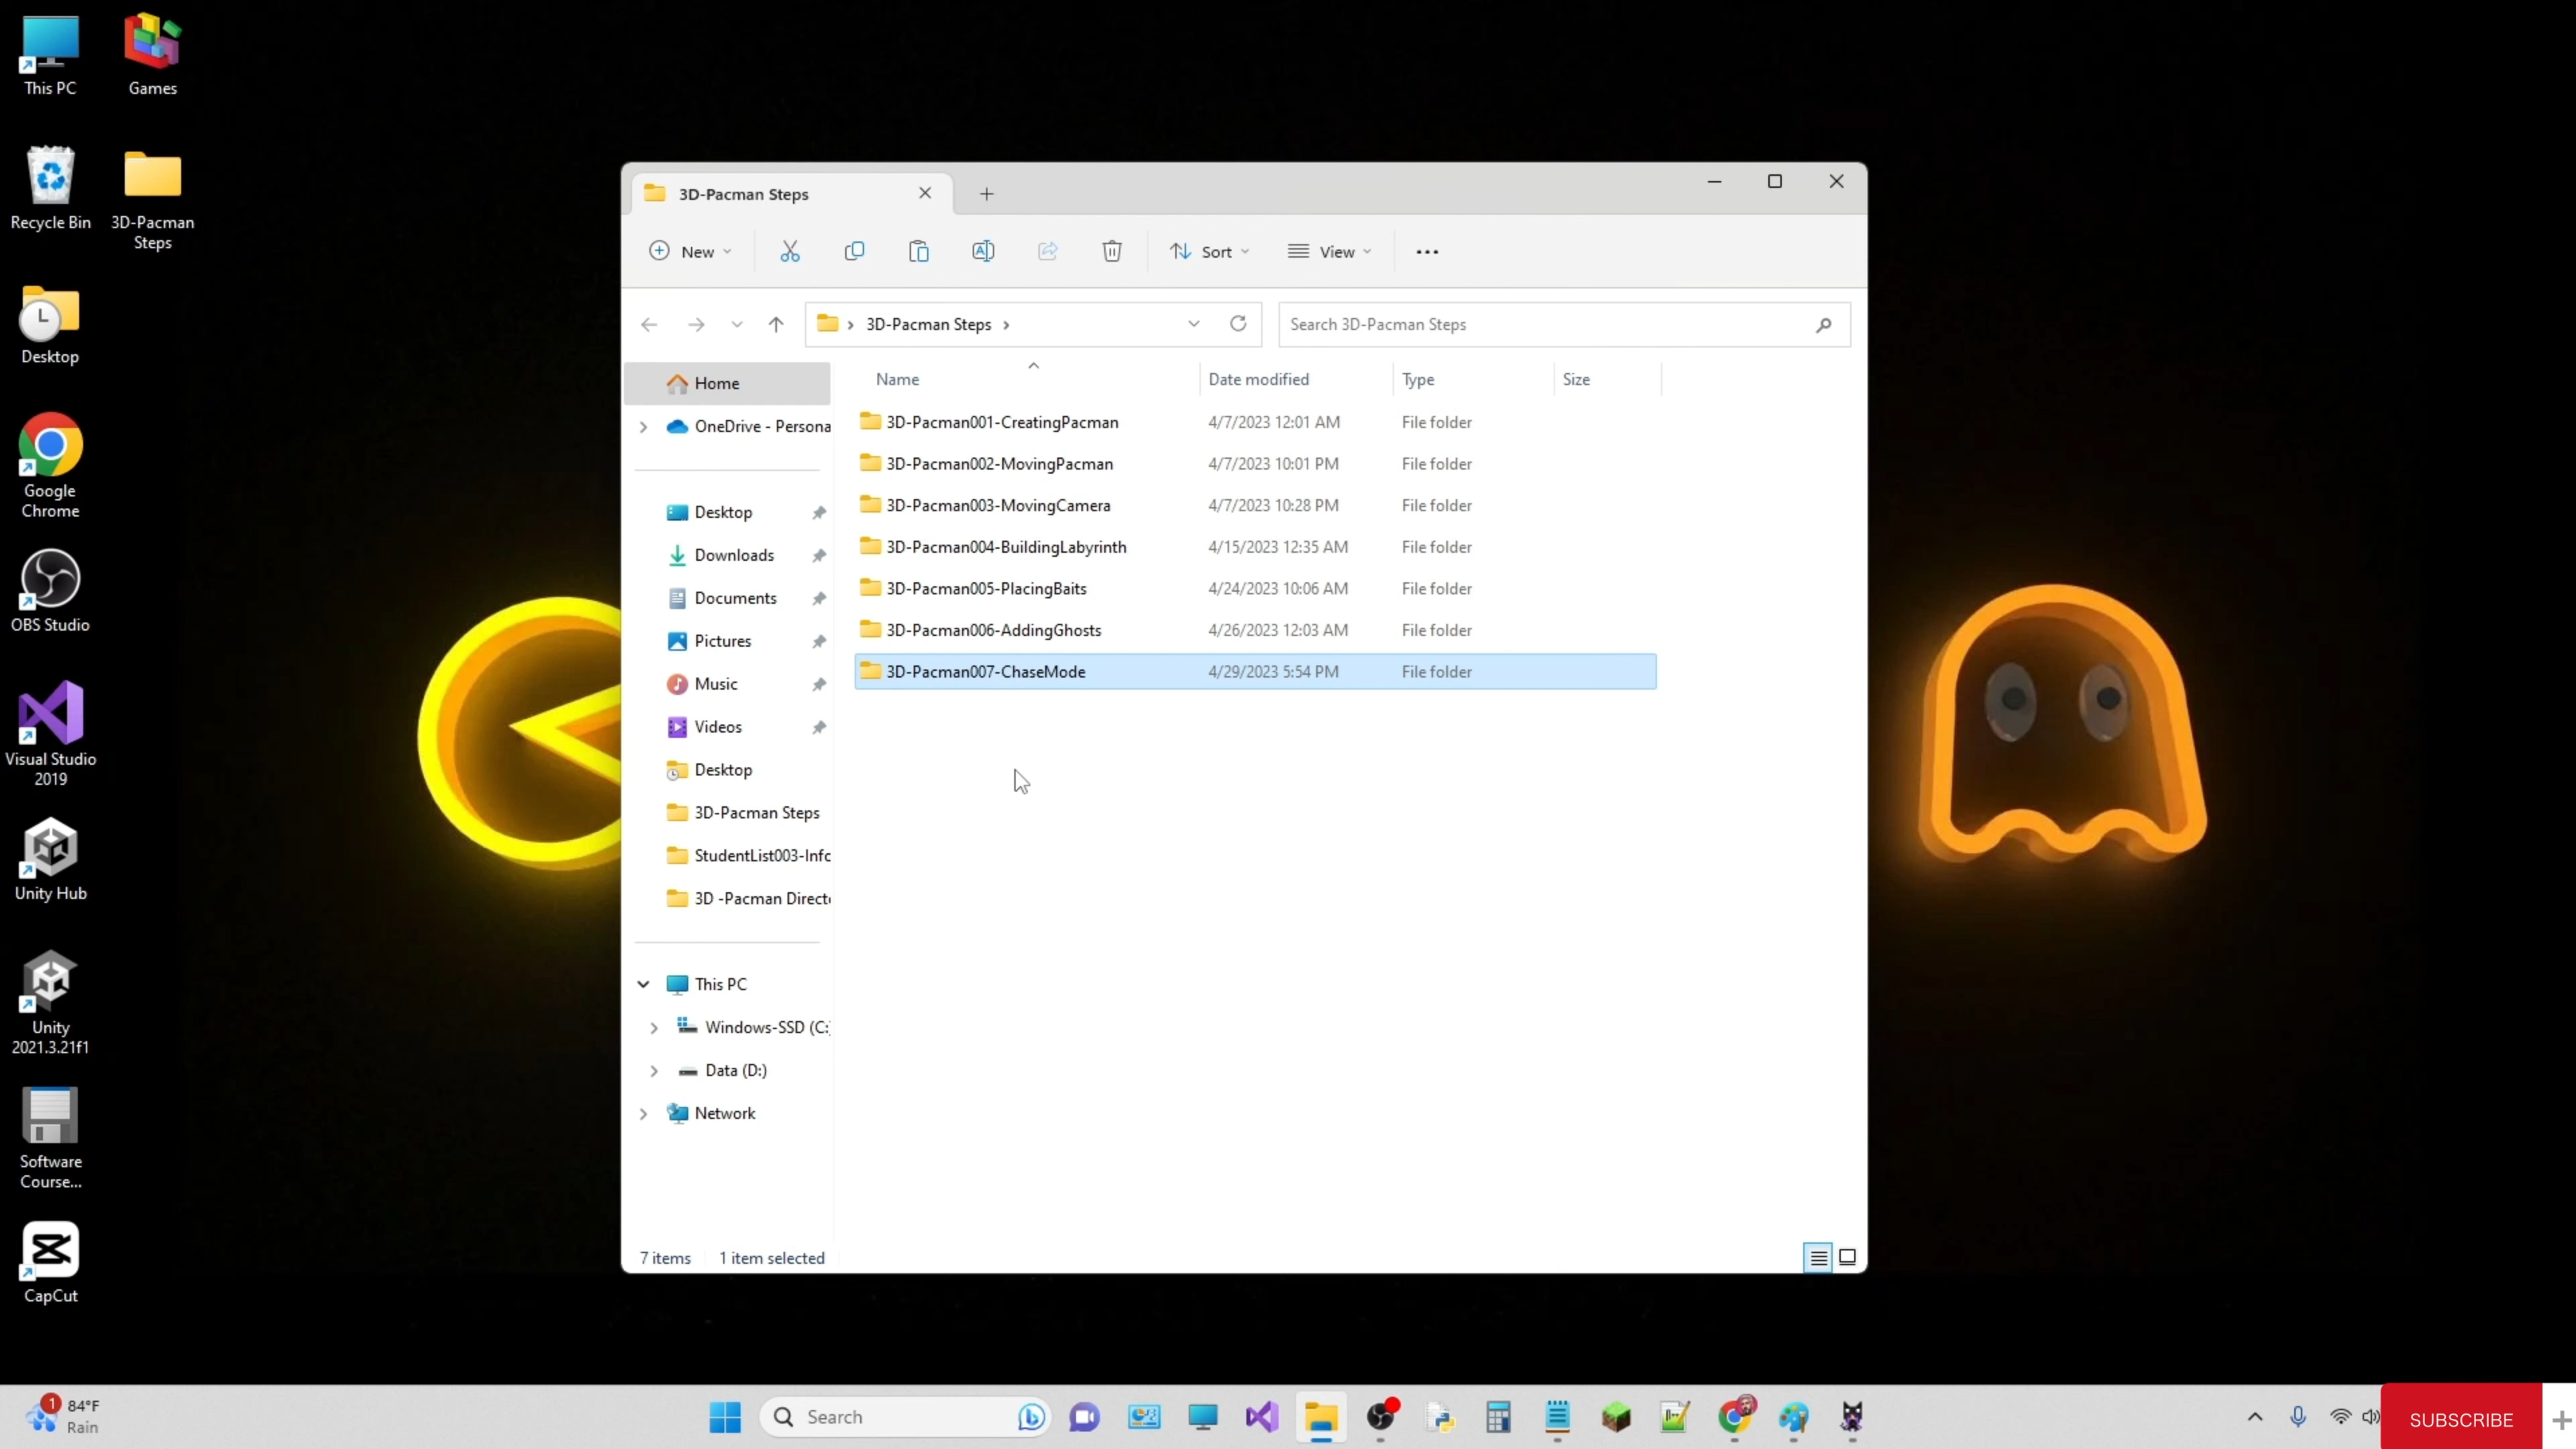 This PC
Games
Recycle Bin
3D-Pacman
Steps
Desktop
Google
Chrome
OBS Studio
Visual Studio
2019
Unity Hub
Unity
2021.3.21f1
Software
Course...
CapCut
3D-Pacman Steps
New
Sort
View
3D-Pacman Steps
Search 3D-Pacman Steps
Home
OneDrive - Persona
Desktop
Downloads
Documents
Pictures
Music
Videos
Desktop
3D-Pacman Steps
StudentList003-Info
3D -Pacman Directo
This PC
Windows-SSD (C:)
Data (D:)
Network
Name Date modified Type Size
3D-Pacman001-CreatingPacman 4/7/2023 12:01 AM File folder
3D-Pacman002-MovingPacman 4/7/2023 10:01 PM File folder
3D-Pacman003-MovingCamera 4/7/2023 10:28 PM File folder
3D-Pacman004-BuildingLabyrinth 4/15/2023 12:35 AM File folder
3D-Pacman005-PlacingBaits 4/24/2023 10:06 AM File folder
3D-Pacman006-AddingGhosts 4/26/2023 12:03 AM File folder
3D-Pacman007-ChaseMode 4/29/2023 5:54 PM File folder
7 items 1 item selected
1
84°F
Rain
Search
SUBSCRIBE